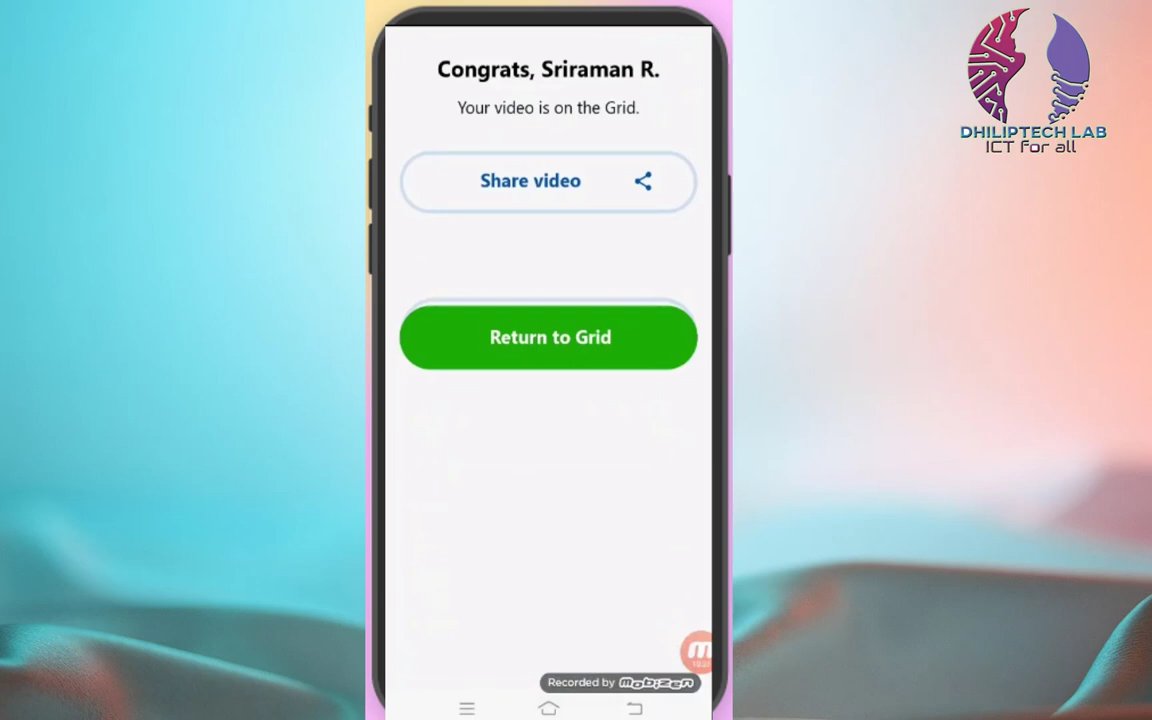 Congrats, Sriraman R.
Your video is on the Grid.
Share video
Return to Grid
Recorded by mobizen
DHILIPTECH LAB
ICT For all